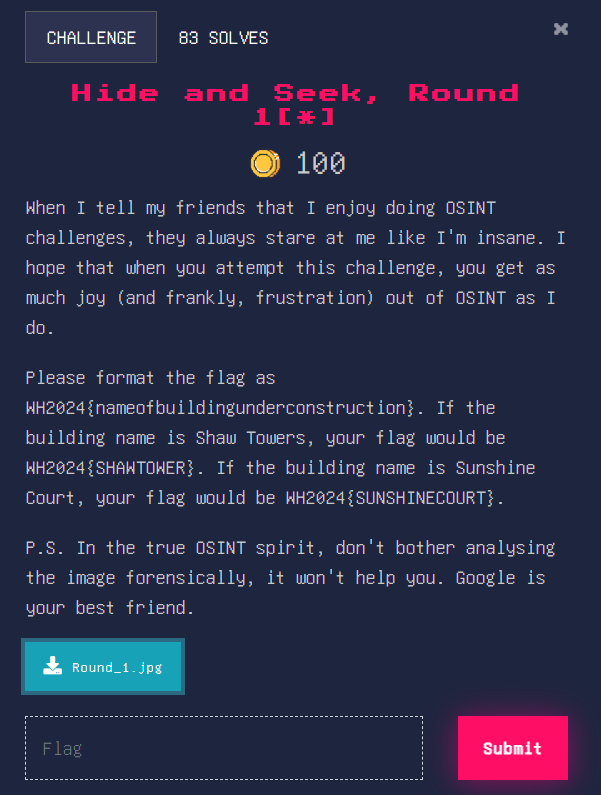 CHALLENGE
83 SOLVES
Hide and Seek, Round
1[*]
100
When I tell my friends that I enjoy doing OSINT
challenges, they always stare at me like I'm insane. I
hope that when you attempt this challenge, you get as
much joy (and frankly, frustration) out of OSINT as I
do.
Please format the flag as
WH2024{nameofbuildingunderconstruction}. If the
building name is Shaw Towers, your flag would be
WH2024{SHAWTOWER}. If the building name is Sunshine
Court, your flag would be WH2024{SUNSHINECOURT}.
P.S. In the true OSINT spirit, don't bother analysing
the image forensically, it won't help you. Google is
your best friend.
Round_1.jpg
Flag
Submit